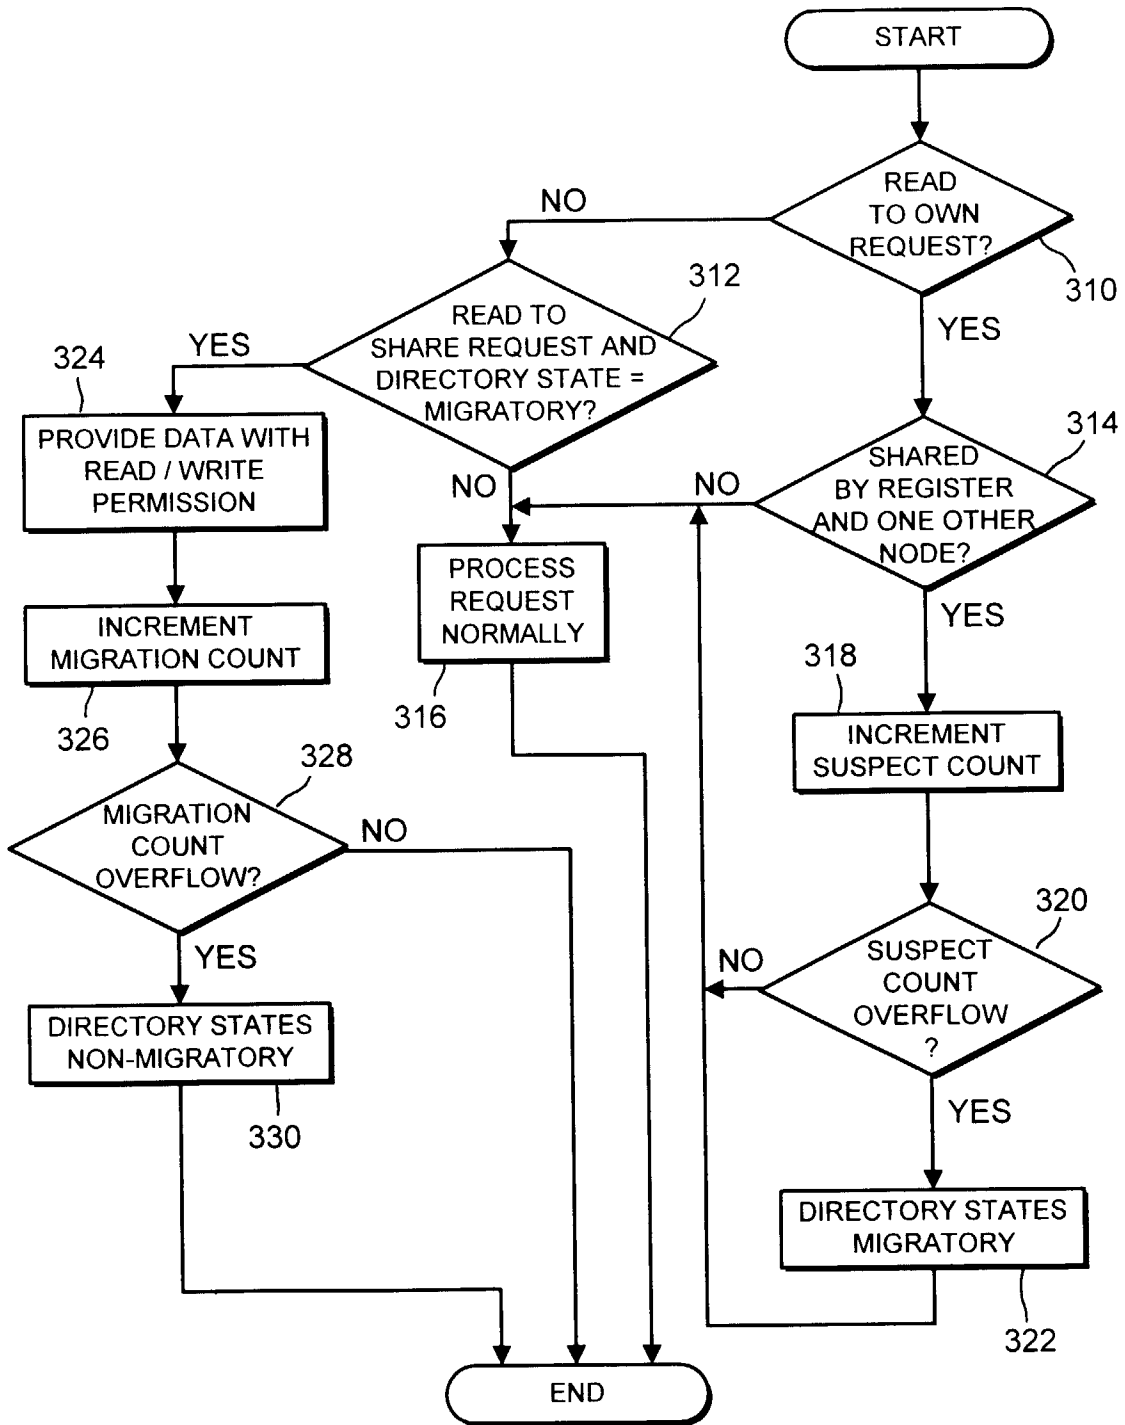 START
READ
TO OWN
REQUEST?
310
NO
YES
312
READ TO
SHARE REQUEST AND
DIRECTORY STATE =
MIGRATORY?
YES
NO
324
PROVIDE DATA WITH
READ / WRITE
PERMISSION
314
SHARED
BY REGISTER
AND ONE OTHER
NODE?
NO
YES
PROCESS
REQUEST
NORMALLY
316
INCREMENT
MIGRATION COUNT
326
318
INCREMENT
SUSPECT COUNT
328
MIGRATION
COUNT
OVERFLOW?
NO
YES
320
SUSPECT
COUNT
OVERFLOW
?
NO
YES
DIRECTORY STATES
NON-MIGRATORY
330
DIRECTORY STATES
MIGRATORY
322
END